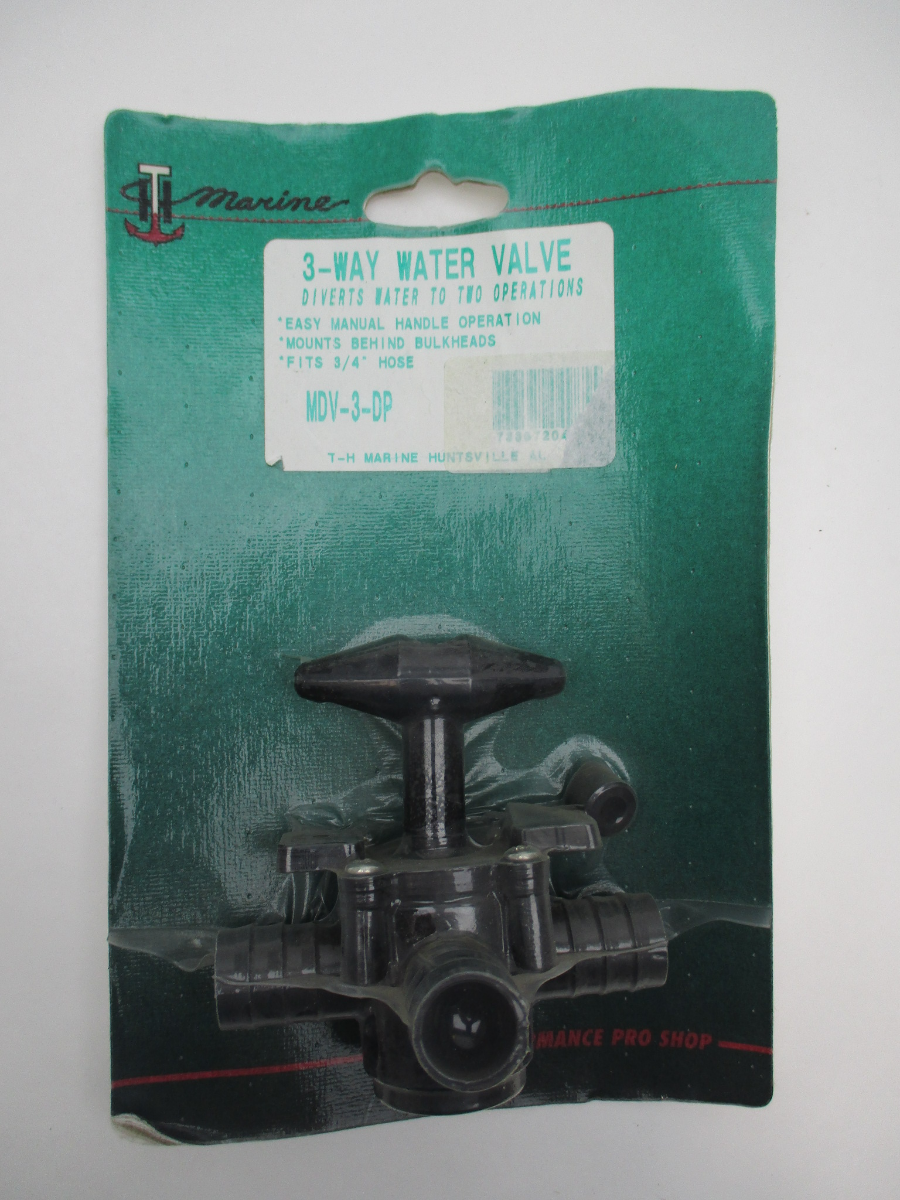 TH Marine
3-WAY WATER VALVE
DIVERTS WATER TO TWO OPERATIONS
*EASY MANUAL HANDLE OPERATION
*MOUNTS BEHIND BULKHEADS
*FITS 3/4" HOSE
MDV-3-DP
T-H MARINE HUNTSVILLE AL
PRO SHOP